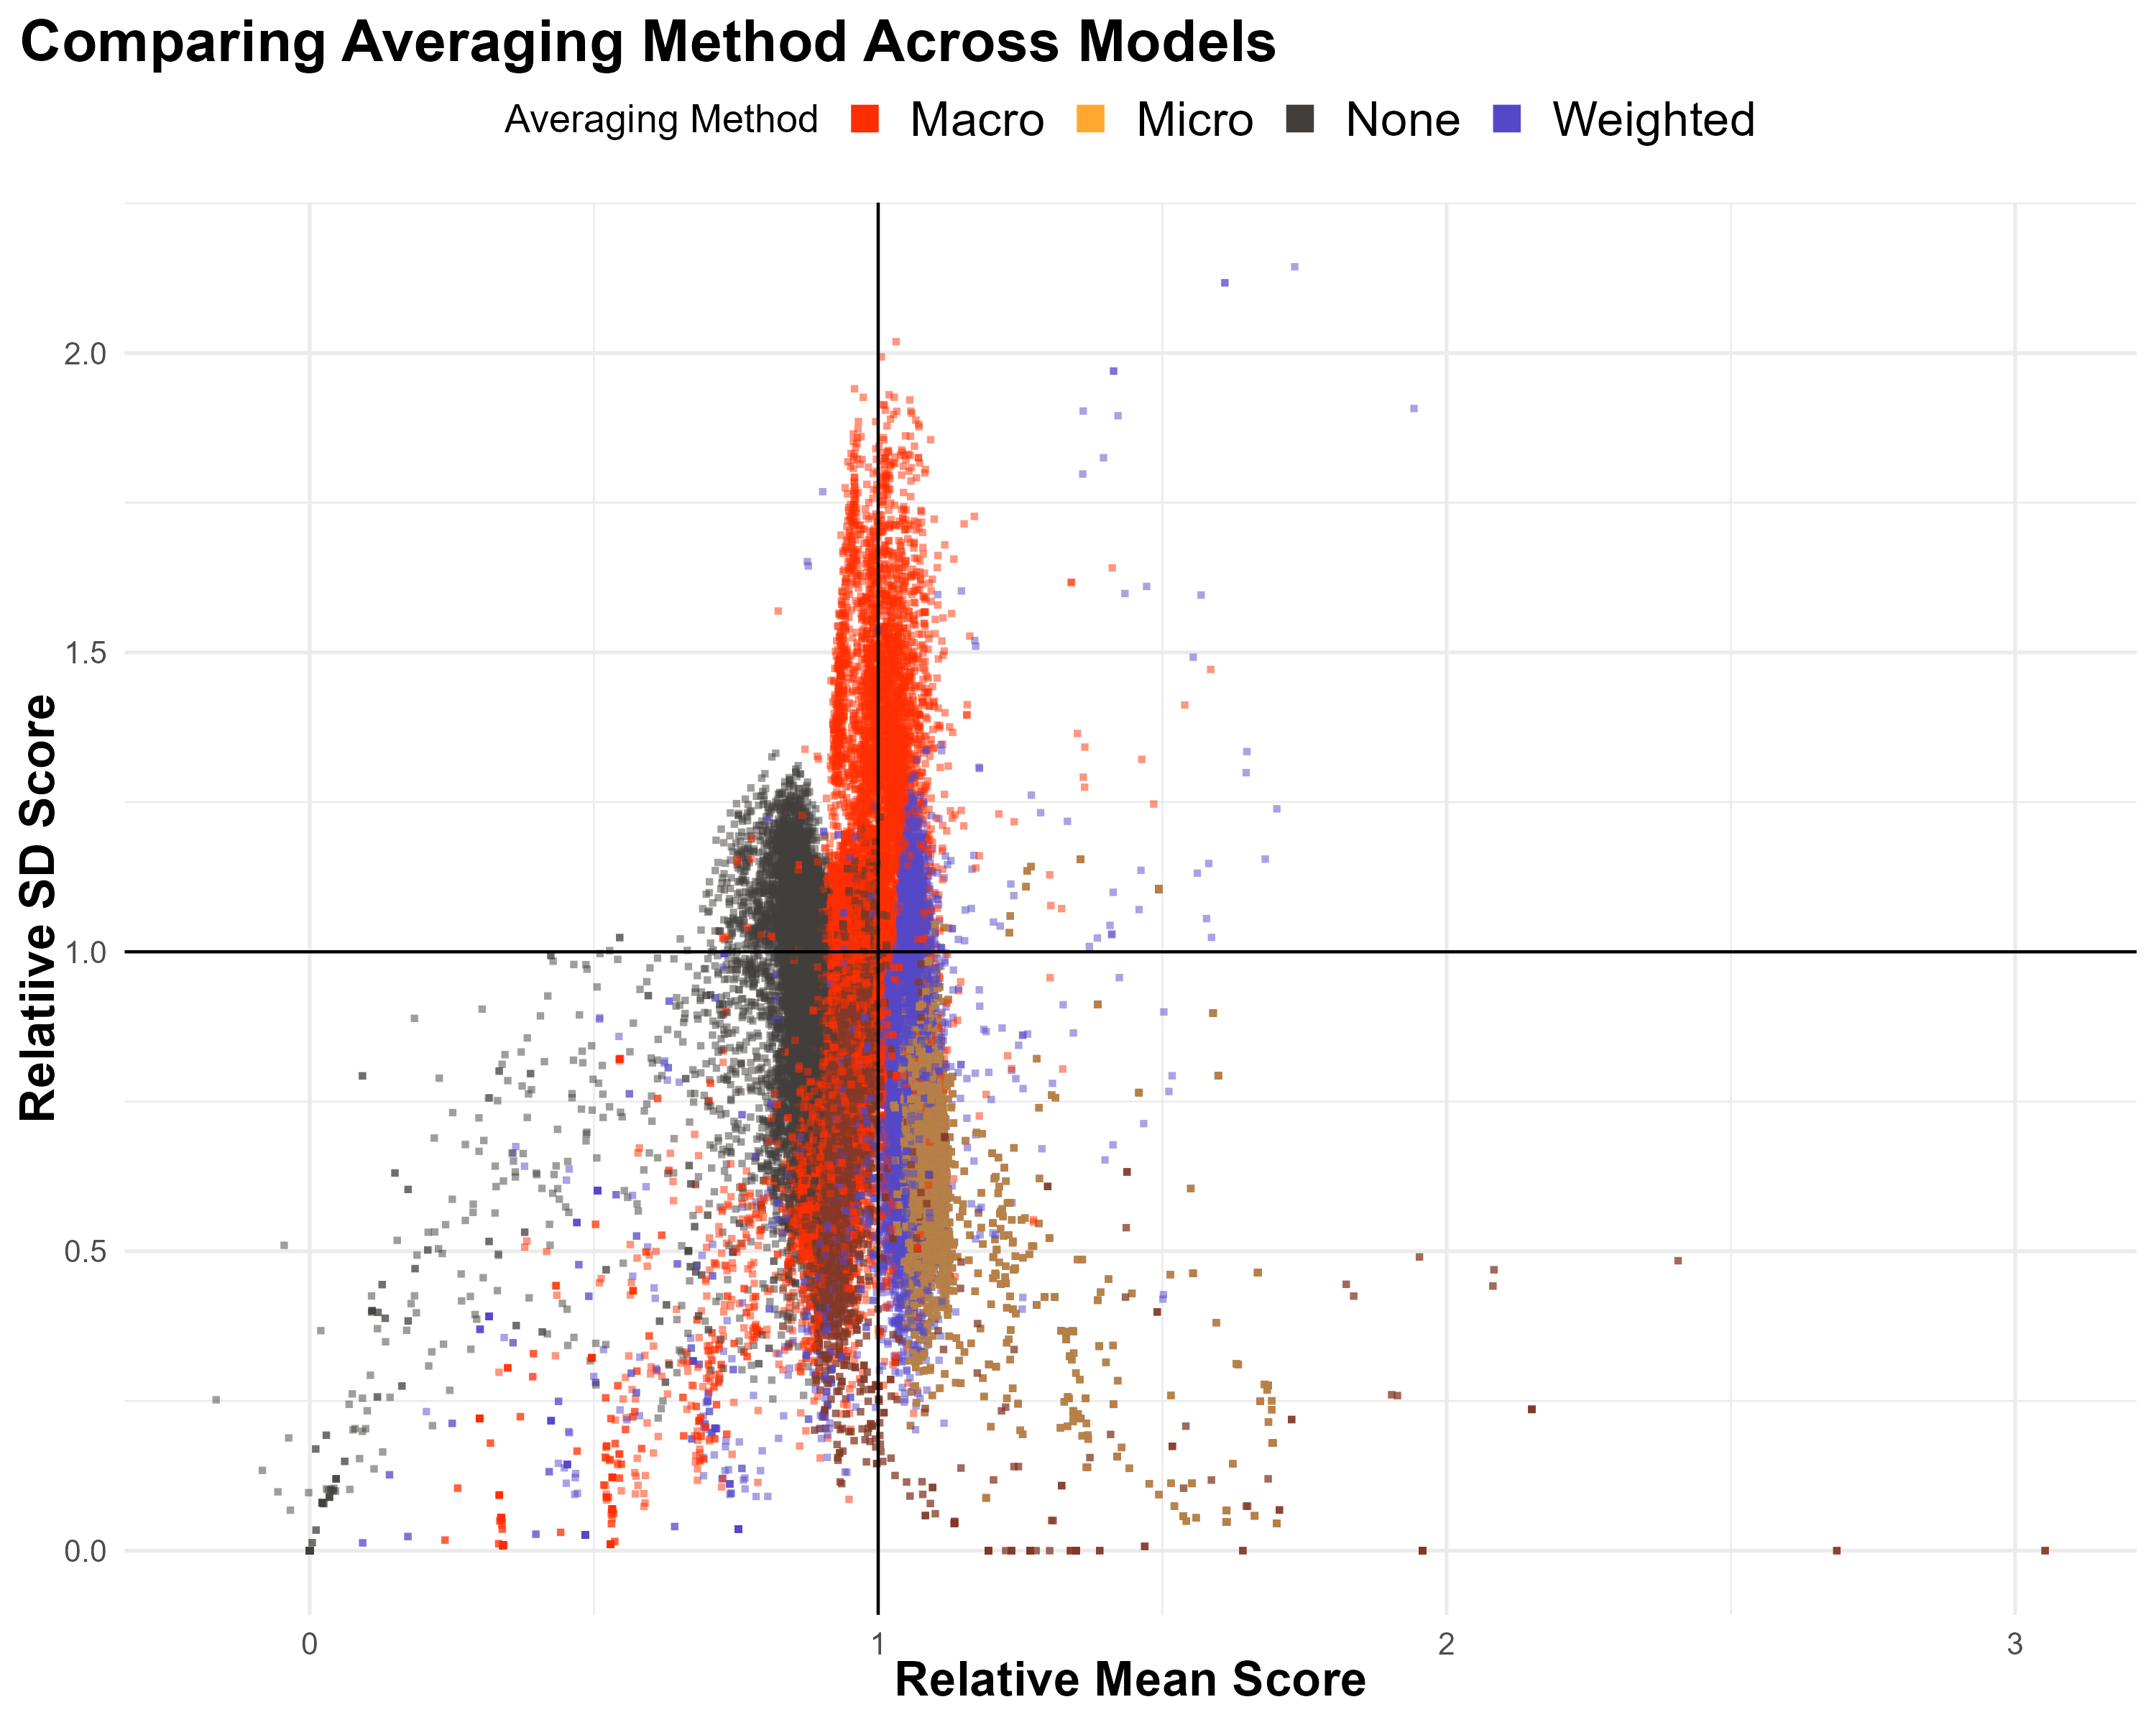 Comparing Averaging Method Across Models
Averaging Method Macro Micro None Weighted
Relatiive SD Score
2.0
1.5
1.0
0.5
0.0
0 1 2 3
Relative Mean Score